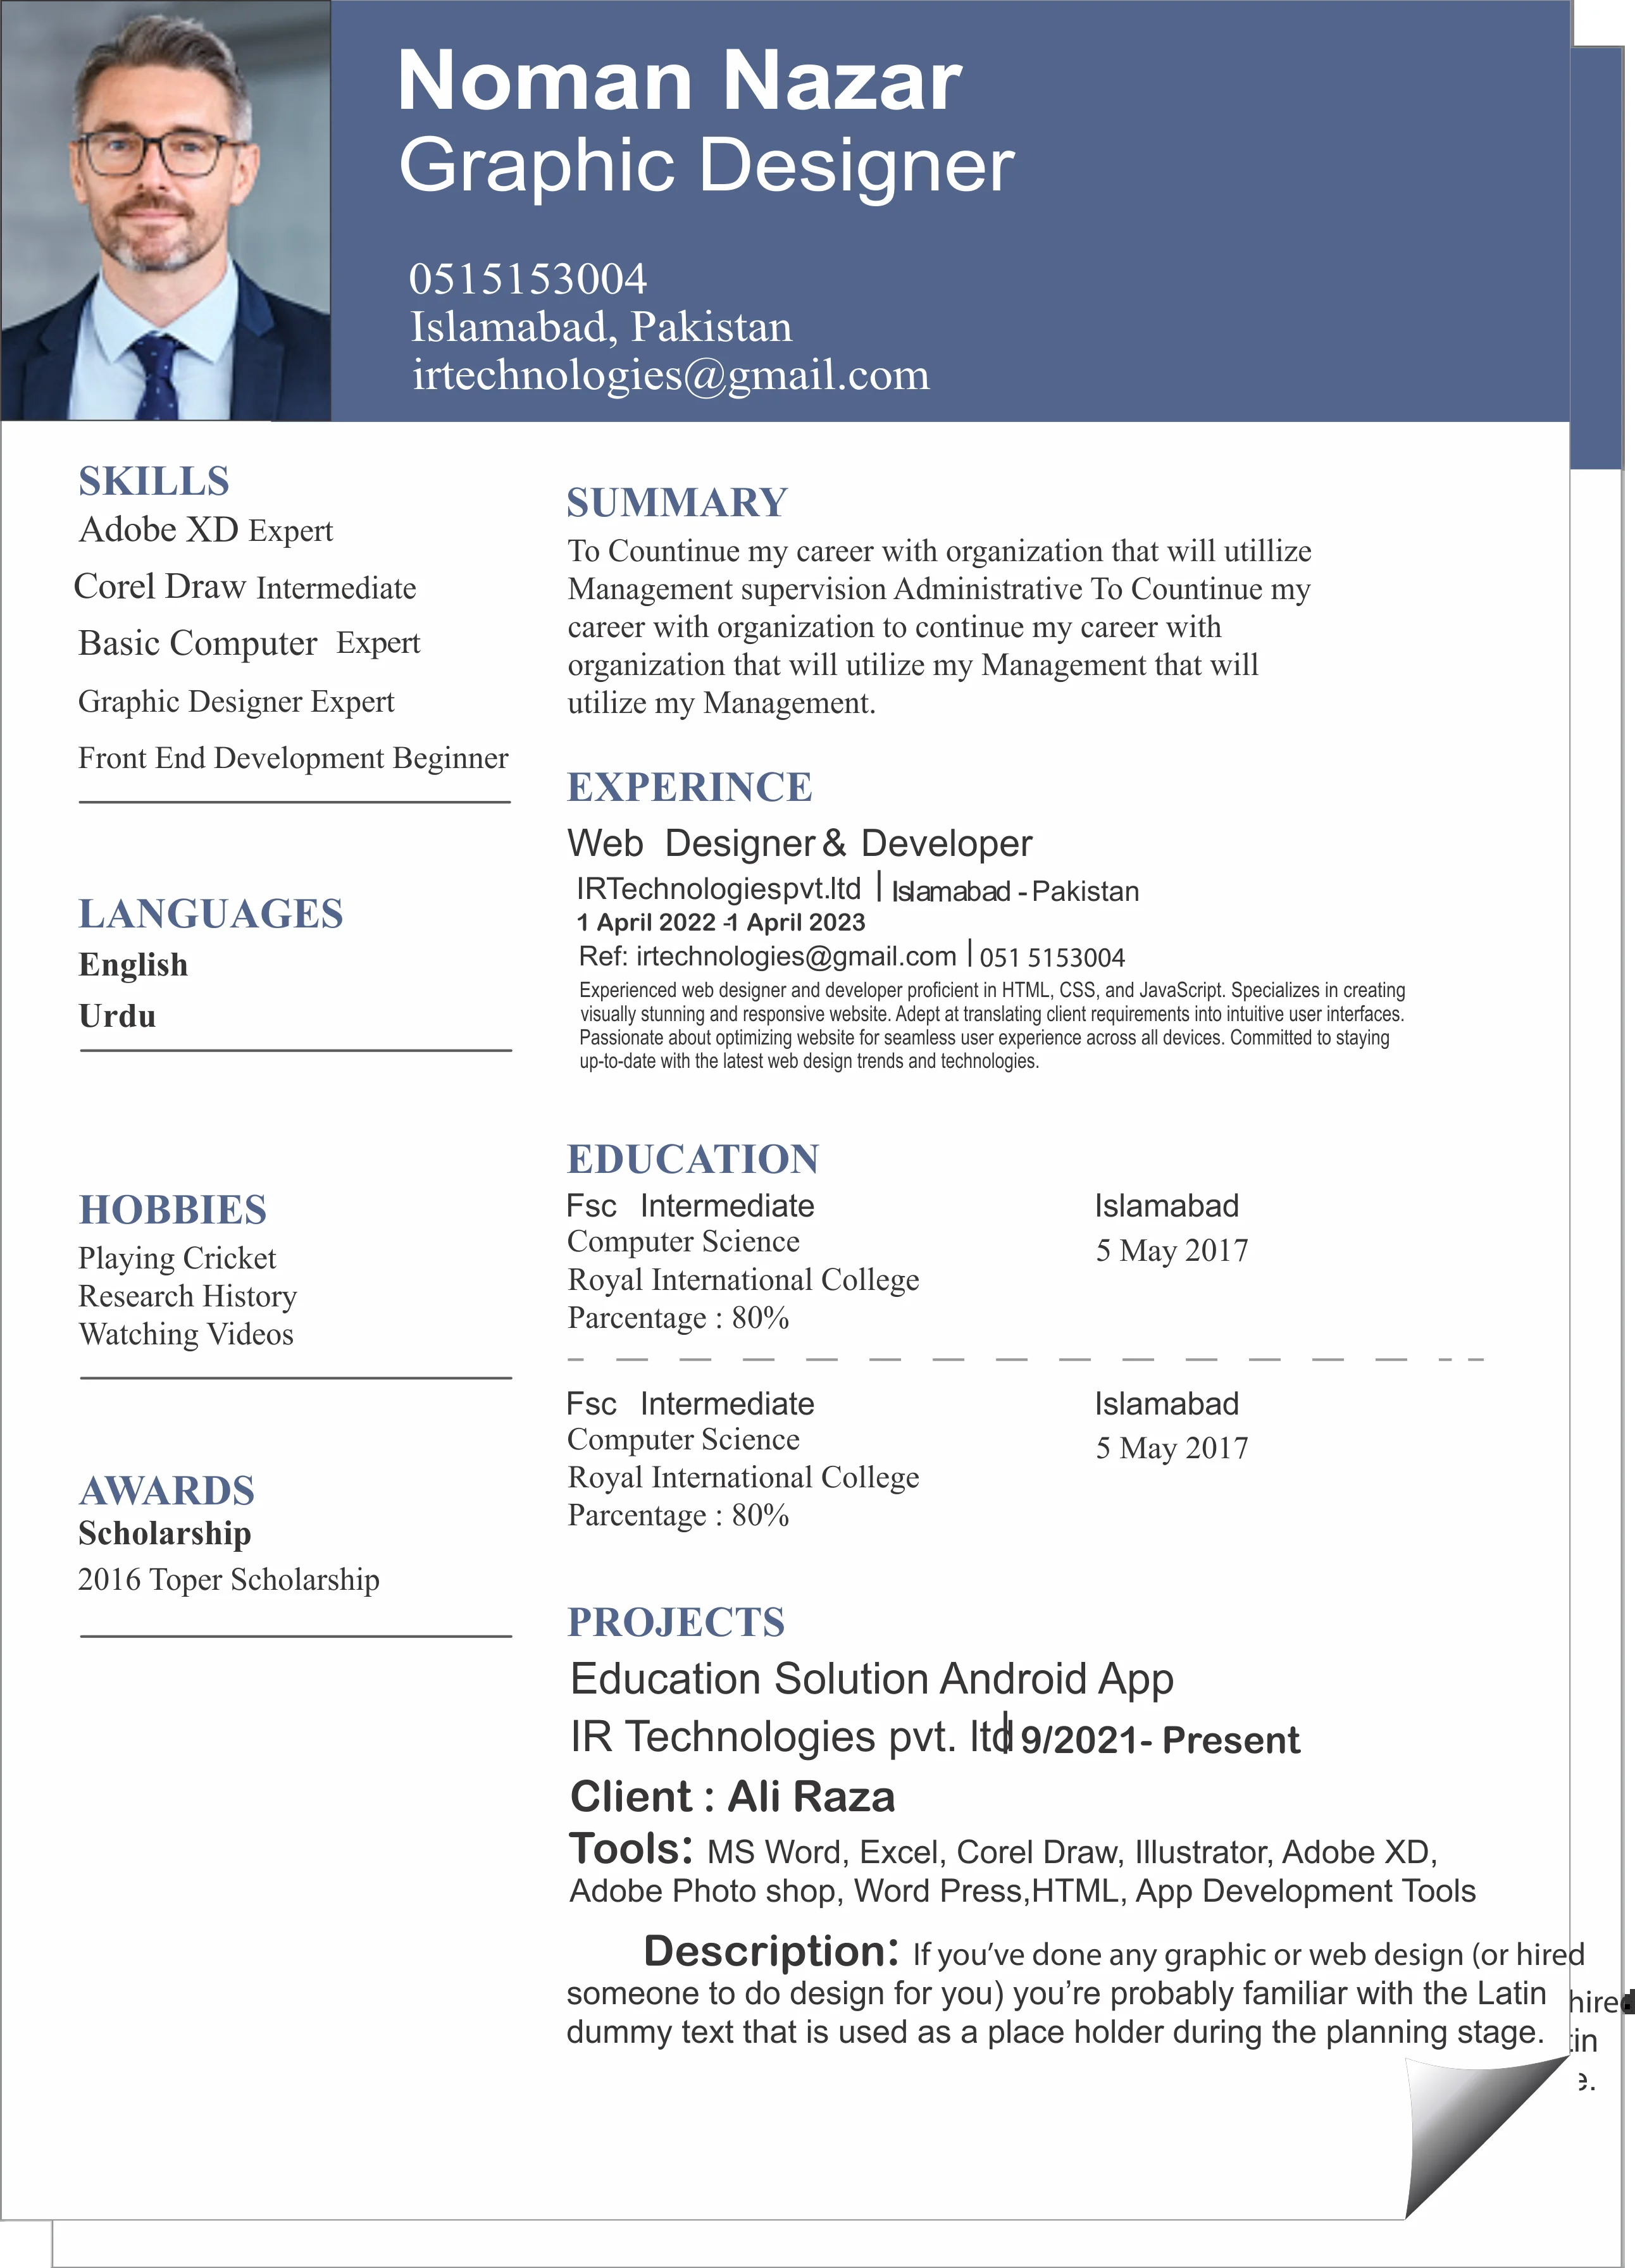 Noman Nazar
Graphic Designer
0515153004
Islamabad, Pakistan
irtechnologies@gmail.com
SKILLS
Adobe XD Expert
Corel Draw Intermediate
Basic Computer Expert
Graphic Designer Expert
Front End Development Beginner
LANGUAGES
English
Urdu
HOBBIES
Playing Cricket
Research History
Watching Videos
AWARDS
Scholarship
2016 Toper Scholarship
SUMMARY
To Countinue my career with organization that will utillize
Management supervision Administrative To Countinue my
career with organization to continue my career with
organization that will utilize my Management that will
utilize my Management.
EXPERINCE
Web Designer & Developer
IRTechnologiespvt.ltd | Islamabad - Pakistan
1 April 2022 -1 April 2023
Ref: irtechnologies@gmail.com | 051 5153004
Experienced web designer and developer proficient in HTML, CSS, and JavaScript. Specializes in creating
visually stunning and responsive website. Adept at translating client requirements into intuitive user interfaces.
Passionate about optimizing website for seamless user experience across all devices. Committed to staying
up-to-date with the latest web design trends and technologies.
EDUCATION
Fsc Intermediate Islamabad
Computer Science 5 May 2017
Royal International College
Parcentage : 80%
Fsc Intermediate Islamabad
Computer Science 5 May 2017
Royal International College
Parcentage : 80%
PROJECTS
Education Solution Android App
IR Technologies pvt. ltd | 9/2021- Present
Client : Ali Raza
Tools: MS Word, Excel, Corel Draw, Illustrator, Adobe XD,
Adobe Photo shop, Word Press,HTML, App Development Tools
Description: If you’ve done any graphic or web design (or hired
someone to do design for you) you’re probably familiar with the Latin
dummy text that is used as a place holder during the planning stage.